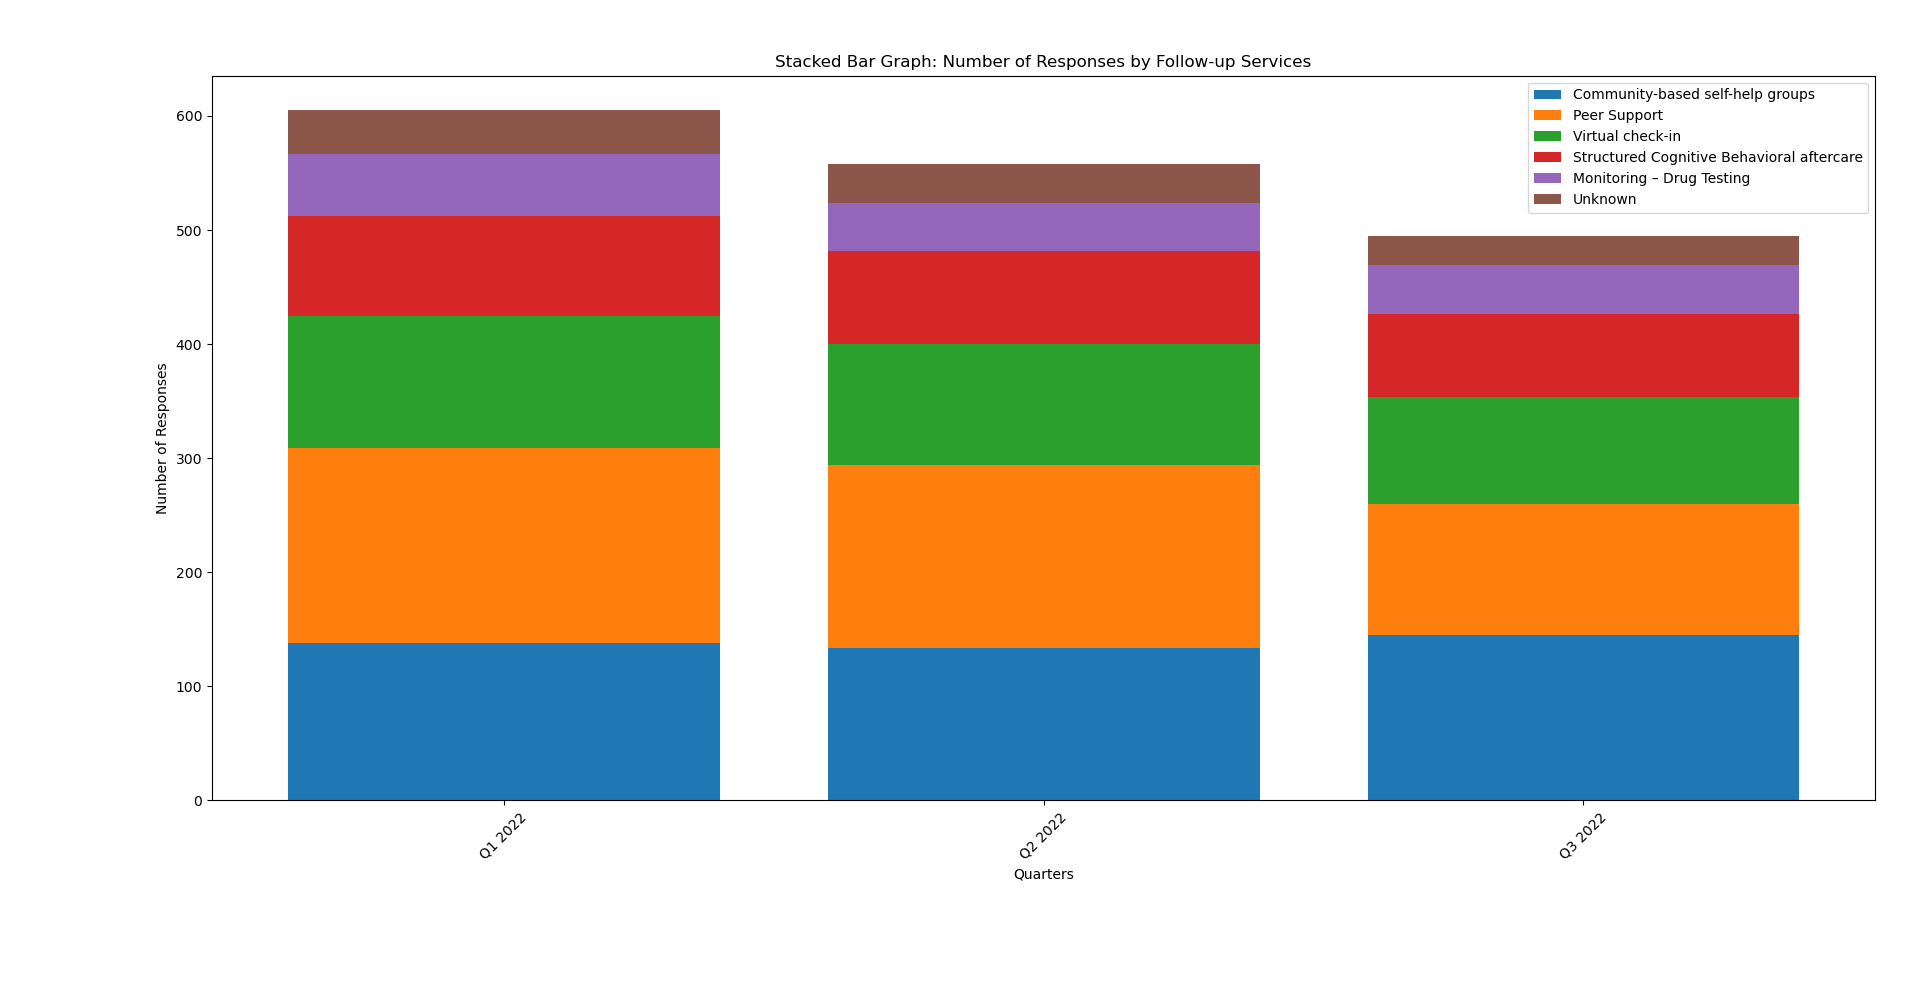 Stacked Bar Graph: Number of Responses by Follow-up Services
Community-based self-help groups
Peer Support
Virtual check-in
Structured Cognitive Behavioral aftercare
Monitoring – Drug Testing
Unknown
Number of Responses
600
500
400
300
200
100
0
Q1 2022
Q2 2022
Q3 2022
Quarters